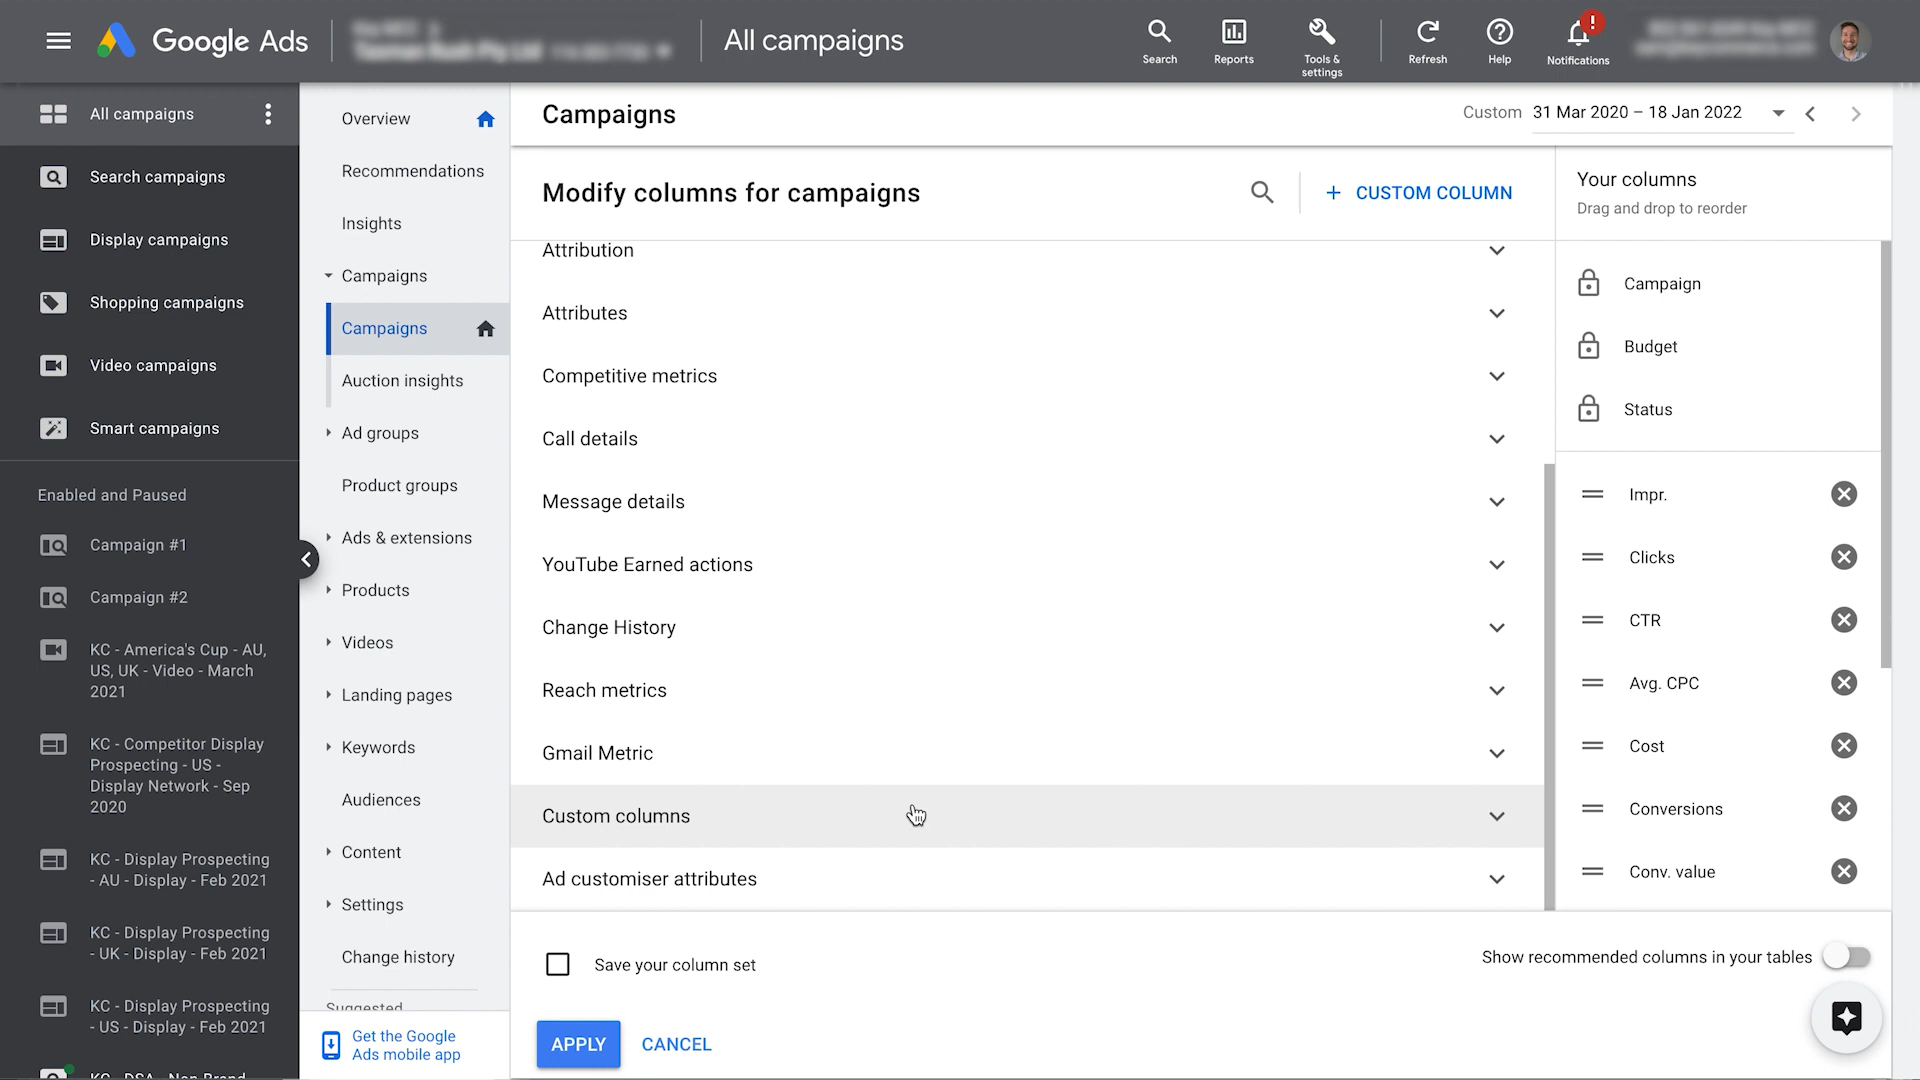 Google Ads
All campaigns
Search
Reports
Tools &
settings
Refresh
Help
!
Notifications
All campaigns
Search campaigns
Display campaigns
Shopping campaigns
Video campaigns
Smart campaigns
Enabled and Paused
Campaign #1
Campaign #2
KC - America's Cup - AU,
US, UK - Video - March
2021
KC - Competitor Display
Prospecting - US -
Display Network - Sep
2020
KC - Display Prospecting
- AU - Display - Feb 2021
KC - Display Prospecting
- UK - Display - Feb 2021
KC - Display Prospecting
- US - Display - Feb 2021
KC - DSA - Non Brand
Overview
Recommendations
Insights
Campaigns
Campaigns
Auction insights
Ad groups
Product groups
Ads & extensions
Products
Videos
Landing pages
Keywords
Audiences
Content
Settings
Change history
Suggested
Get the Google
Ads mobile app
Campaigns
Custom 31 Mar 2020 – 18 Jan 2022
Modify columns for campaigns
+ CUSTOM COLUMN
Attribution
Attributes
Competitive metrics
Call details
Message details
YouTube Earned actions
Change History
Reach metrics
Gmail Metric
Custom columns
Ad customiser attributes
Your columns
Drag and drop to reorder
Campaign
Budget
Status
Impr.
Clicks
CTR
Avg. CPC
Cost
Conversions
Conv. value
Save your column set
Show recommended columns in your tables
APPLY
CANCEL